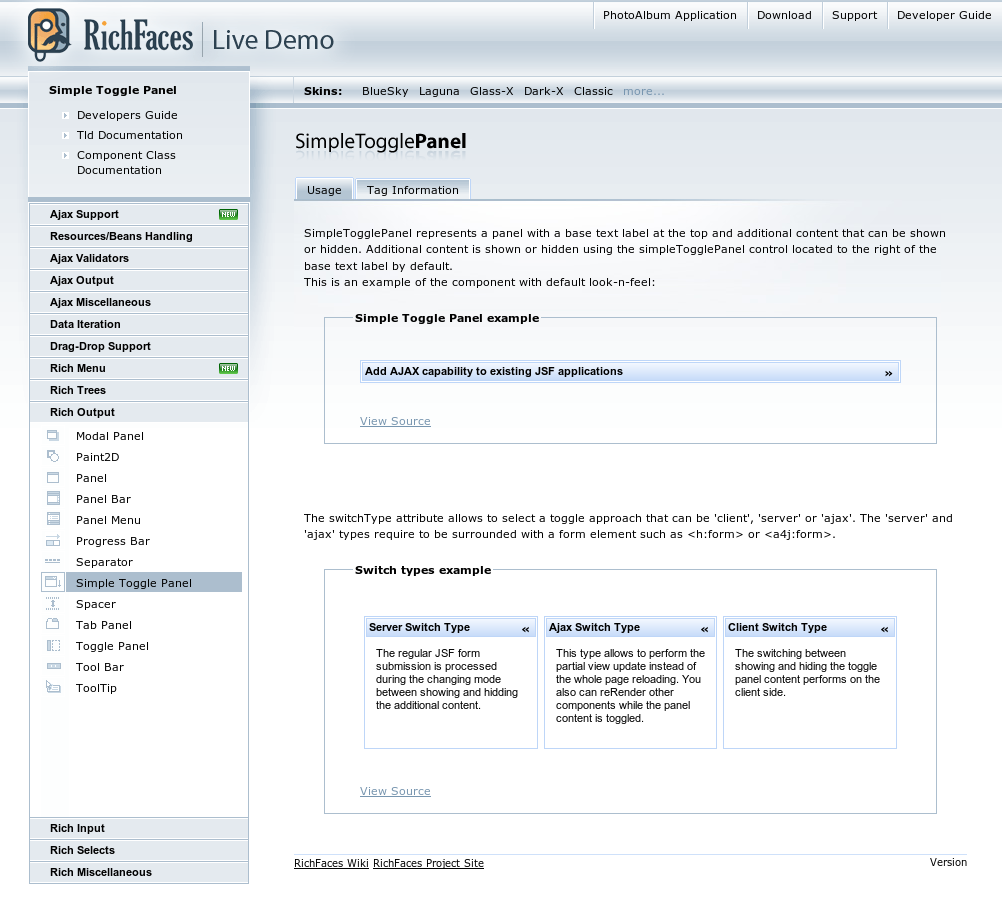 PhotoAlbum Application Download Support Developer Guide
RichFaces Live Demo
Skins: BlueSky Laguna Glass-X Dark-X Classic more...
Simple Toggle Panel
Developers Guide
Tld Documentation
Component Class
Documentation
Ajax Support NEW
Resources/Beans Handling
Ajax Validators
Ajax Output
Ajax Miscellaneous
Data Iteration
Drag-Drop Support
Rich Menu NEW
Rich Trees
Rich Output
Modal Panel
Paint2D
Panel
Panel Bar
Panel Menu
Progress Bar
Separator
Simple Toggle Panel
Spacer
Tab Panel
Toggle Panel
Tool Bar
ToolTip
Rich Input
Rich Selects
Rich Miscellaneous
SimpleTogglePanel
Usage Tag Information
SimpleTogglePanel represents a panel with a base text label at the top and additional content that can be shown
or hidden. Additional content is shown or hidden using the simpleTogglePanel control located to the right of the
base text label by default.
This is an example of the component with default look-n-feel:
Simple Toggle Panel example
Add AJAX capability to existing JSF applications »
View Source
The switchType attribute allows to select a toggle approach that can be 'client', 'server' or 'ajax'. The 'server' and
'ajax' types require to be surrounded with a form element such as <h:form> or <a4j:form>.
Switch types example
Server Switch Type «
The regular JSF form
submission is processed
during the changing mode
between showing and hidding
the additional content.
Ajax Switch Type «
This type allows to perform the
partial view update instead of
the whole page reloading. You
also can reRender other
components while the panel
content is toggled.
Client Switch Type «
The switching between
showing and hiding the toggle
panel content performs on the
client side.
View Source
RichFaces Wiki RichFaces Project Site Version